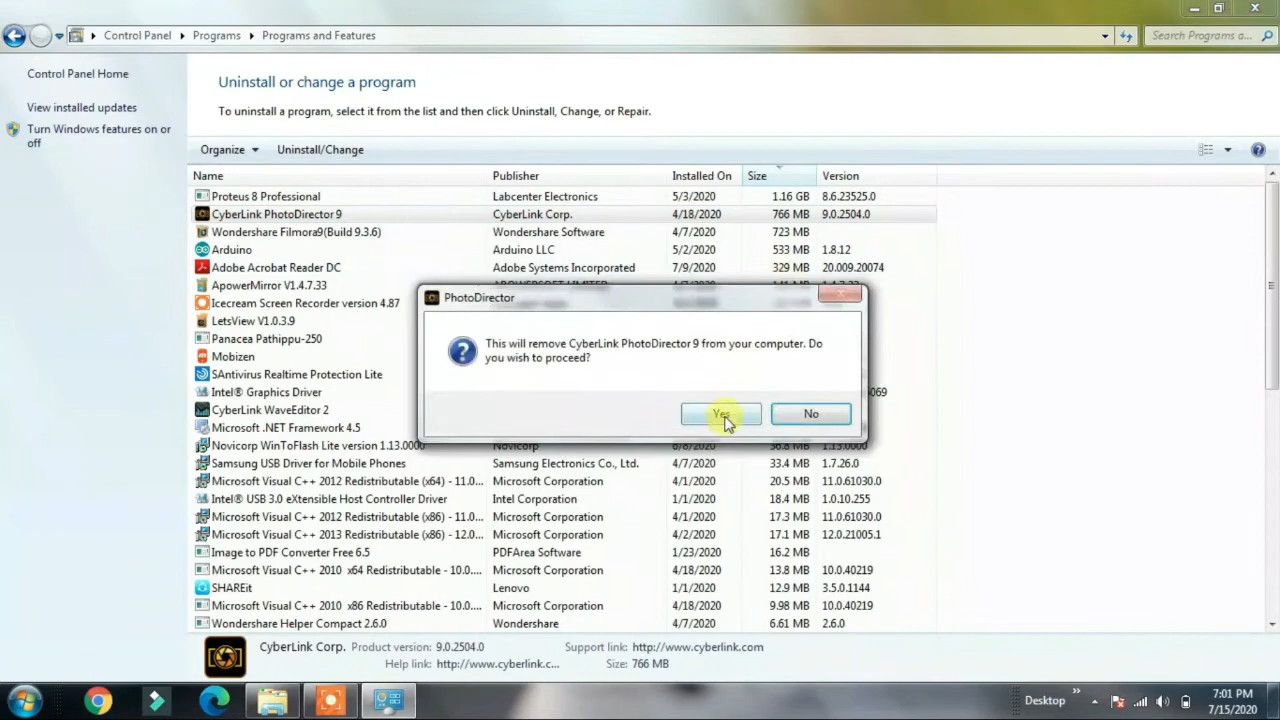 Control Panel Programs Programs and Features Search Programs a...
Control Panel Home
View installed updates
Turn Windows features on or
off
Uninstall or change a program
To uninstall a program, select it from the list and then click Uninstall, Change, or Repair.
Organize Uninstall/Change
Name Publisher Installed On Size Version
Proteus 8 Professional Labcenter Electronics 5/3/2020 1.16 GB 8.6.23525.0
CyberLink PhotoDirector 9 CyberLink Corp. 4/18/2020 766 MB 9.0.2504.0
Wondershare Filmora9(Build 9.3.6) Wondershare Software 4/7/2020 723 MB
Arduino Arduino LLC 5/2/2020 533 MB 1.8.12
Adobe Acrobat Reader DC Adobe Systems Incorporated 7/9/2020 329 MB 20.009.20074
ApowerMirror V1.4.7.33
Icecream Screen Recorder version 4.87
LetsView V1.0.3.9
Panacea Pathippu-250
Mobizen
SAntivirus Realtime Protection Lite
Intel® Graphics Driver
CyberLink WaveEditor 2
Microsoft .NET Framework 4.5
PhotoDirector
This will remove CyberLink PhotoDirector 9 from your computer. Do
you wish to proceed?
Yes No
Novicorp WinToFlash Lite version 1.13.0000 Novicorp 36.8 MB 1.13.0000
Samsung USB Driver for Mobile Phones Samsung Electronics Co., Ltd. 4/7/2020 33.4 MB 1.7.26.0
Microsoft Visual C++ 2012 Redistributable (x64) - 11.0.... Microsoft Corporation 4/1/2020 20.5 MB 11.0.61030.0
Intel® USB 3.0 eXtensible Host Controller Driver Intel Corporation 1/1/2020 18.4 MB 1.0.10.255
Microsoft Visual C++ 2012 Redistributable (x86) - 11.0.... Microsoft Corporation 4/1/2020 17.3 MB 11.0.61030.0
Microsoft Visual C++ 2013 Redistributable (x86) - 12.0.... Microsoft Corporation 4/2/2020 17.1 MB 12.0.21005.1
Image to PDF Converter Free 6.5 PDFArea Software 1/23/2020 16.2 MB
Microsoft Visual C++ 2010 x64 Redistributable - 10.0.... Microsoft Corporation 4/18/2020 13.8 MB 10.0.40219
SHAREit Lenovo 1/1/2020 12.9 MB 3.5.0.1144
Microsoft Visual C++ 2010 x86 Redistributable - 10.0.... Microsoft Corporation 4/18/2020 9.98 MB 10.0.40219
Wondershare Helper Compact 2.6.0 Wondershare 4/7/2020 6.61 MB 2.6.0
CyberLink Corp. Product version: 9.0.2504.0 Support link: http://www.cyberlink.com
Help link: http://www.cyberlink.c... Size: 766 MB
Desktop
7:01 PM
7/15/2020